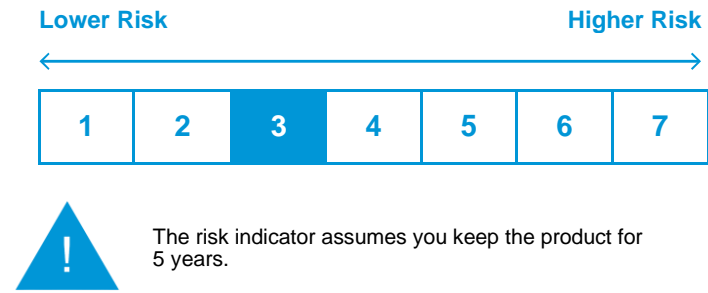 Lower Risk Higher Risk
1 2 3 4 5 6 7
!
The risk indicator assumes you keep the product for
5 years.